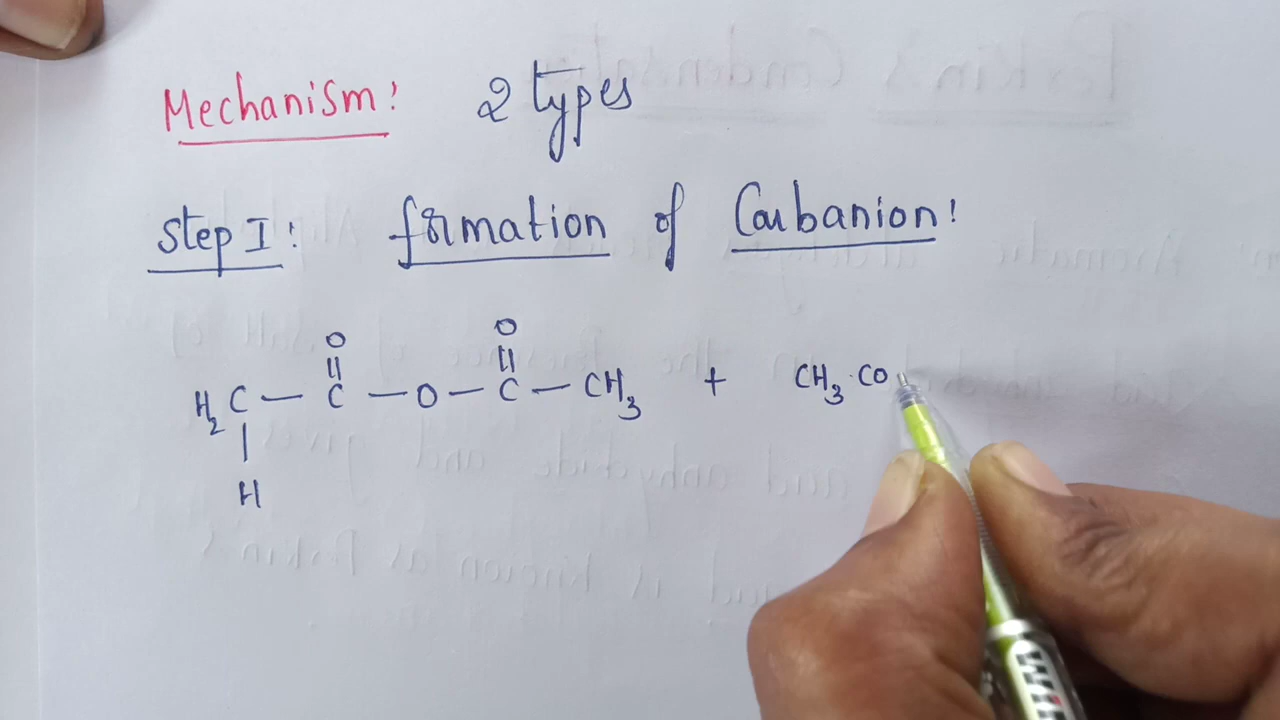 Mechanism: 2 types
Step I: formation of Carbanion:
O O
|| ||
H₂C — C — O — C — CH₃ + CH₃.CO
|
H